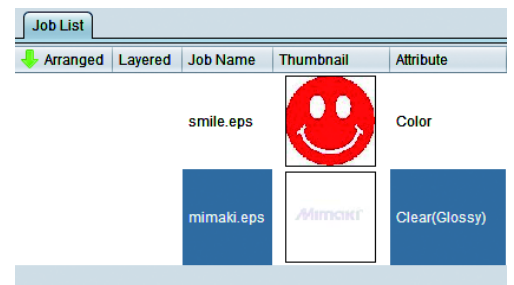 Job List
Arranged Layered Job Name Thumbnail Attribute
smile.eps Color
mimaki.eps Mimaki Clear(Glossy)